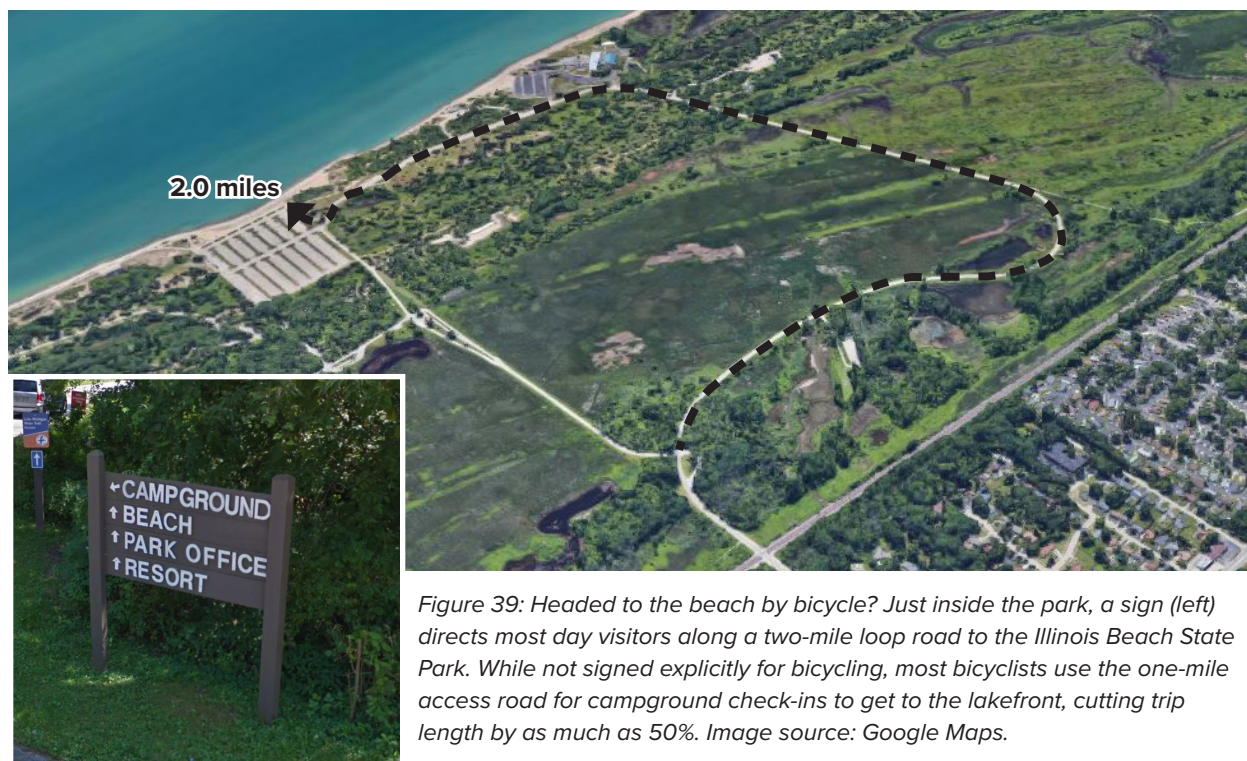 2.0 miles
←CAMPGROUND
↑BEACH
↑PARK OFFICE
↑RESORT
Figure 39: Headed to the beach by bicycle? Just inside the park, a sign (left)
directs most day visitors along a two-mile loop road to the Illinois Beach State
Park. While not signed explicitly for bicycling, most bicyclists use the one-mile
access road for campground check-ins to get to the lakefront, cutting trip
length by as much as 50%. Image source: Google Maps.